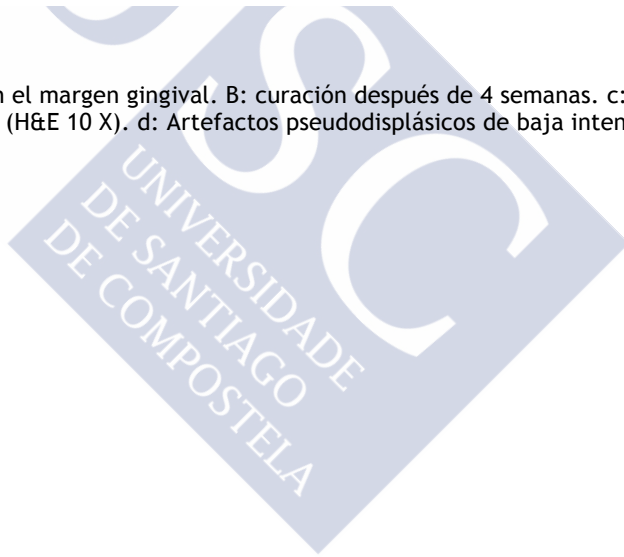 n el margen gingival. B: curación después de 4 semanas. c:
(H&E 10 X). d: Artefactos pseudodisplásicos de baja inten
USC
UNIVERSIDADE
DE SANTIAGO
DE COMPOSTELA